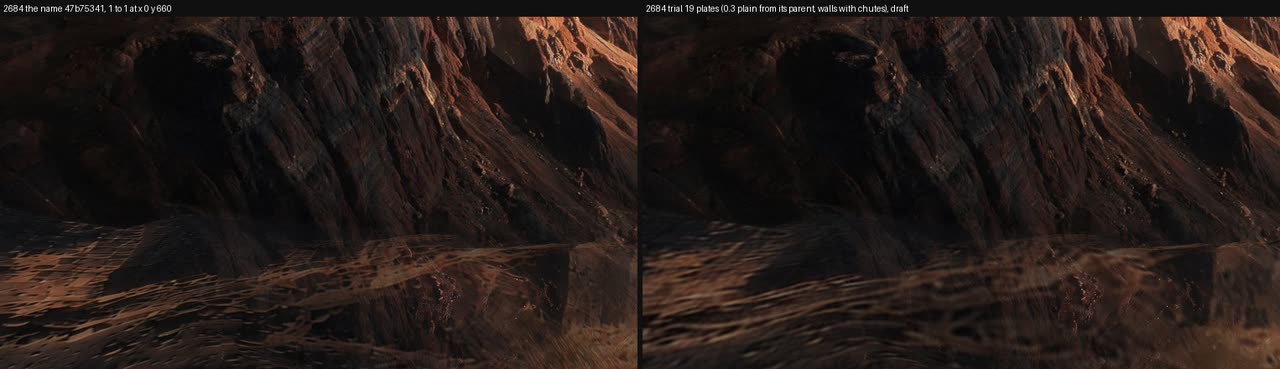 2684 the name 47b75341, 1 to 1 at x 0 y 660
2684 trial 19 plates (0.3 plain from its parent, walls with chutes), draft